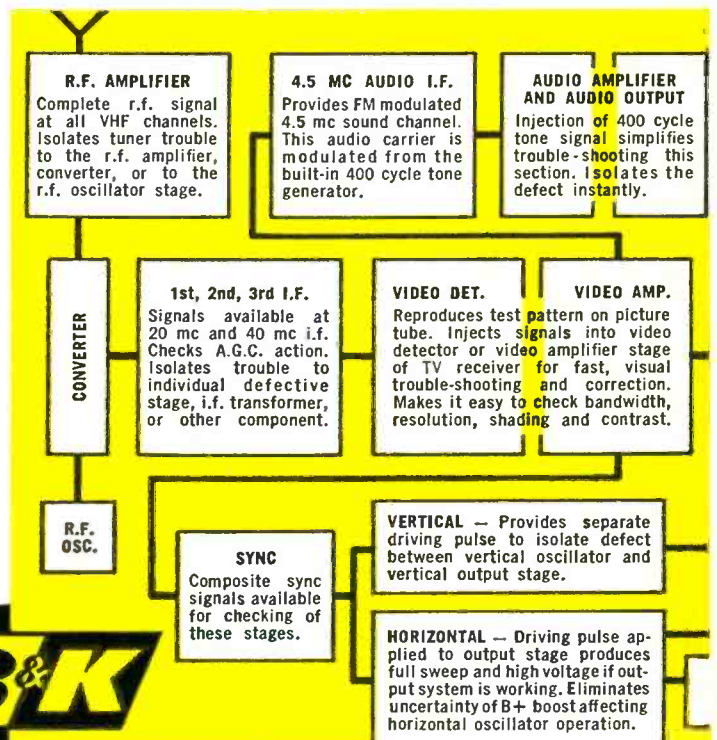 R.F. AMPLIFIER
Complete r.f. signal
at all VHF channels.
Isolates tuner trouble
to the r.f. amplifier,
converter, or to the
r.f. oscillator stage.
4.5 MC AUDIO I.F.
Provides FM modulated
4.5 mc sound channel.
This audio carrier is
modulated from the
built-in 400 cycle tone
generator.
AUDIO AMPLIFIER
AND AUDIO OUTPUT
Injection of 400 cycle
tone signal simplifies
trouble-shooting this
section. Isolates the
defect instantly.
CONVERTER
1st, 2nd, 3rd I.F.
Signals available at
20 mc and 40 mc i.f.
Checks A.G.C. action.
Isolates trouble to
individual defective
stage, i.f. transformer,
or other component.
VIDEO DET. VIDEO AMP.
Reproduces test pattern on picture
tube. Injects signals into video
detector or video amplifier stage
of TV receiver for fast, visual
trouble-shooting and correction.
Makes it easy to check bandwidth,
resolution, shading and contrast.
R.F.
OSC.
SYNC
Composite sync
signals available
for checking of
these stages.
VERTICAL — Provides separate
driving pulse to isolate defect
between vertical oscillator and
vertical output stage.
HORIZONTAL — Driving pulse ap-
plied to output stage produces
full sweep and high voltage if out-
put system is working. Eliminates
uncertainty of B+ boost affecting
horizontal oscillator operation.
B&K